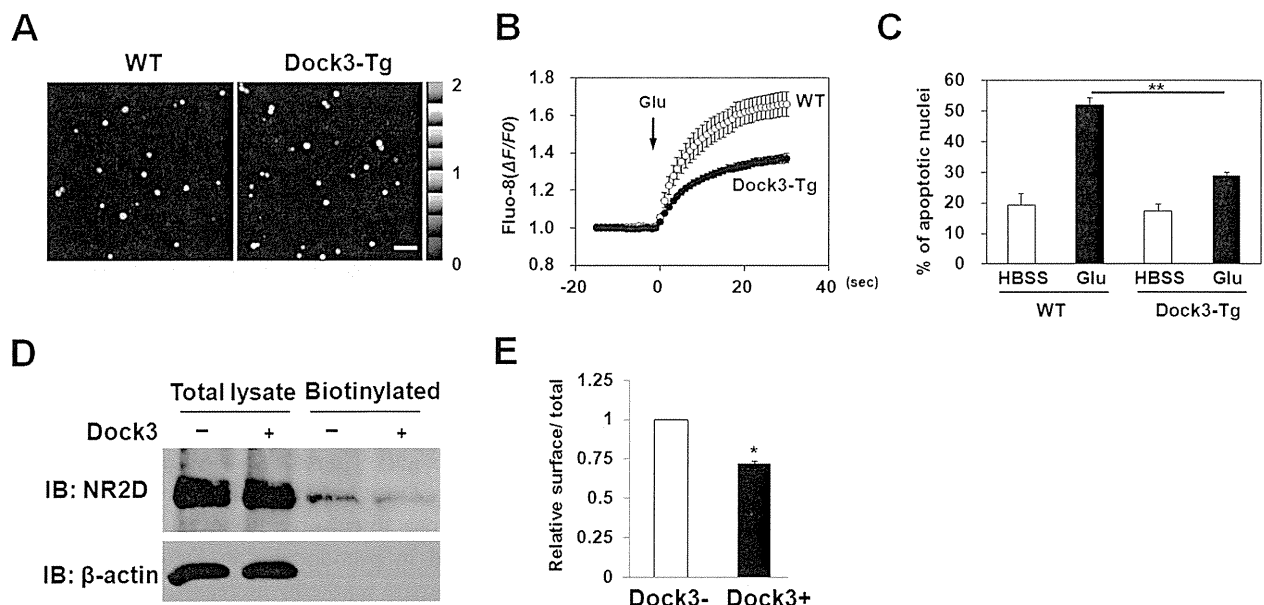 A
WT
Dock3-Tg
2
1
0
B
Fluo-8(ΔF/F0)
1.8
1.6
1.4
1.2
1.0
0.8
Glu
WT
Dock3-Tg
-20
0
20
40
(sec)
C
% of apoptotic nuclei
60
50
40
30
20
10
0
**
HBSS
Glu
HBSS
Glu
WT
Dock3-Tg
D
Total lysate
Biotinylated
Dock3
− + − +
IB: NR2D
IB: β-actin
E
Relative surface/ total
1.25
1
0.75
0.5
0.25
0
*
Dock3-
Dock3+